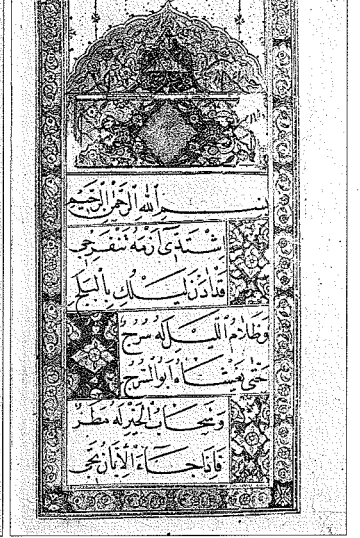 بسم الله الرحمن الرحيم
اشتدي أزمة تنفرجي
قد اذن ليلك بالبلج
وظلام الليل له سرج
حتى يغشاه أبو السرج
وسحاب الخير له مطر
فإذا جاء الإبان تجي